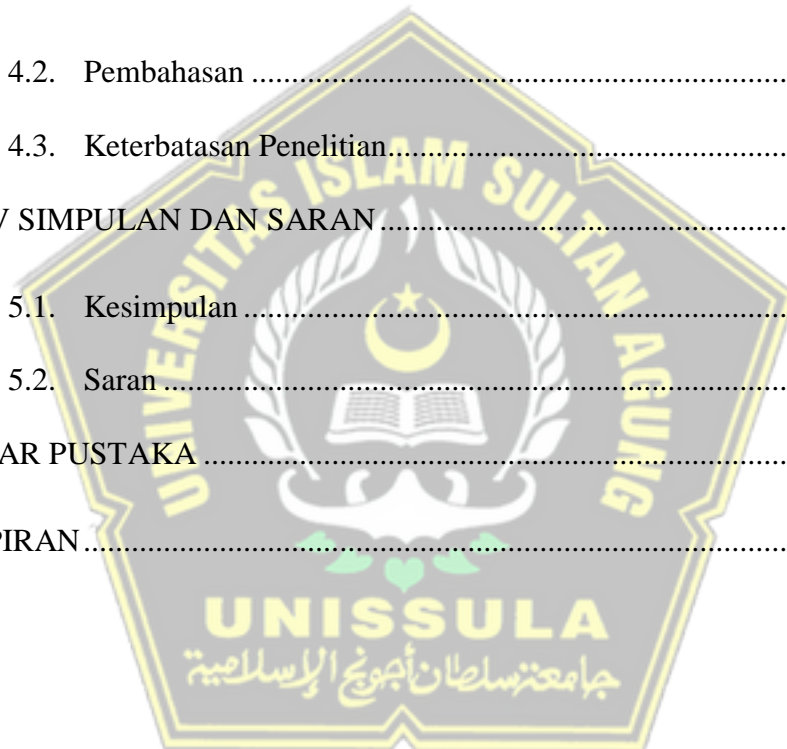 4.2. Pembahasan ................................................................
4.3. Keterbatasan Penelitian................................................
V SIMPULAN DAN SARAN................................................
5.1. Kesimpulan ................................................................
5.2. Saran ................................................................
AR PUSTAKA ................................................................
PIRAN................................................................
UNIVERSITAS ISLAM SULTAN AGUNG
UNISSULA
جامعة سلطان أجونج الإسلامية